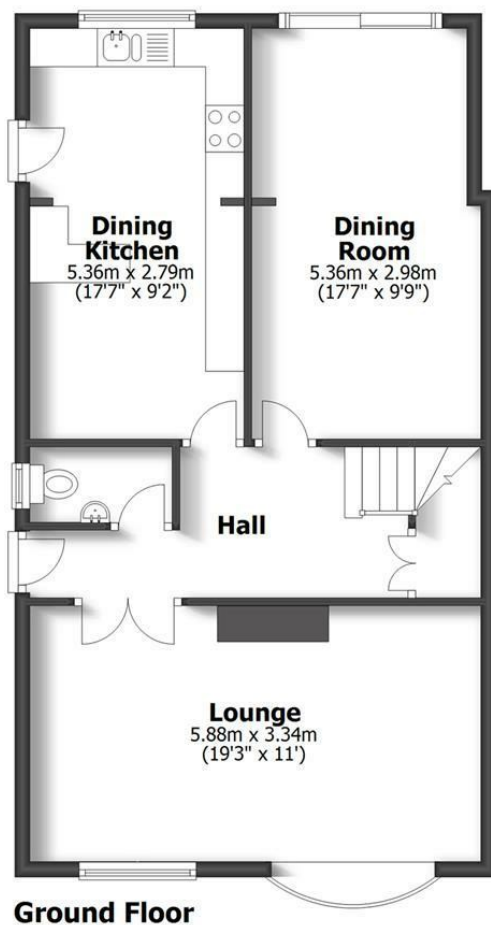 Dining
Kitchen
5.36m x 2.79m
(17'7" x 9'2")
Dining
Room
5.36m x 2.98m
(17'7" x 9'9")
Hall
Lounge
5.88m x 3.34m
(19'3" x 11')
Ground Floor